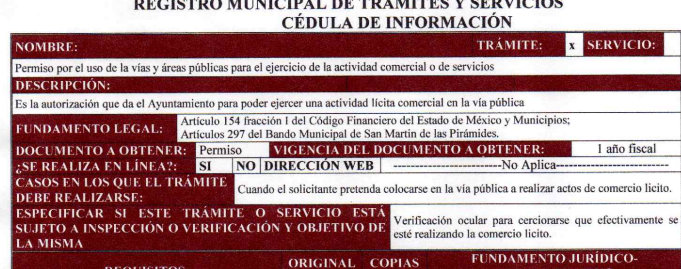 REGISTRO MUNICIPAL DE TRÁMITES Y SERVICIOS
CÉDULA DE INFORMACIÓN
NOMBRE: TRÁMITE: x SERVICIO:
Permiso por el uso de la vías y áreas públicas para el ejercicio de la actividad comercial o de servicios
DESCRIPCIÓN:
Es la autorización que da el Ayuntamiento para poder ejercer una actividad lícita comercial en la vía pública
FUNDAMENTO LEGAL: Artículo 154 fracción I del Código Financiero del Estado de México y Municipios;
Artículos 297 del Bando Municipal de San Martin de las Pirámides.
DOCUMENTO A OBTENER: Permiso VIGENCIA DEL DOCUMENTO A OBTENER: 1 año fiscal
¿SE REALIZA EN LÍNEA?: SI NO DIRECCIÓN WEB -------------------------No Aplica--------------------------
CASOS EN LOS QUE EL TRÁMITE
DEBE REALIZARSE:
Cuando el solicitante pretenda colocarse en la vía pública a realizar actos de comercio licito.
ESPECIFICAR SI ESTE TRÁMITE O SERVICIO ESTÁ
SUJETO A INSPECCIÓN O VERIFICACIÓN Y OBJETIVO DE
LA MISMA
Verificación ocular para cerciorarse que efectivamente se
esté realizando la comercio licito.
REQUISITOS ORIGINAL COPIAS FUNDAMENTO JURÍDICO-